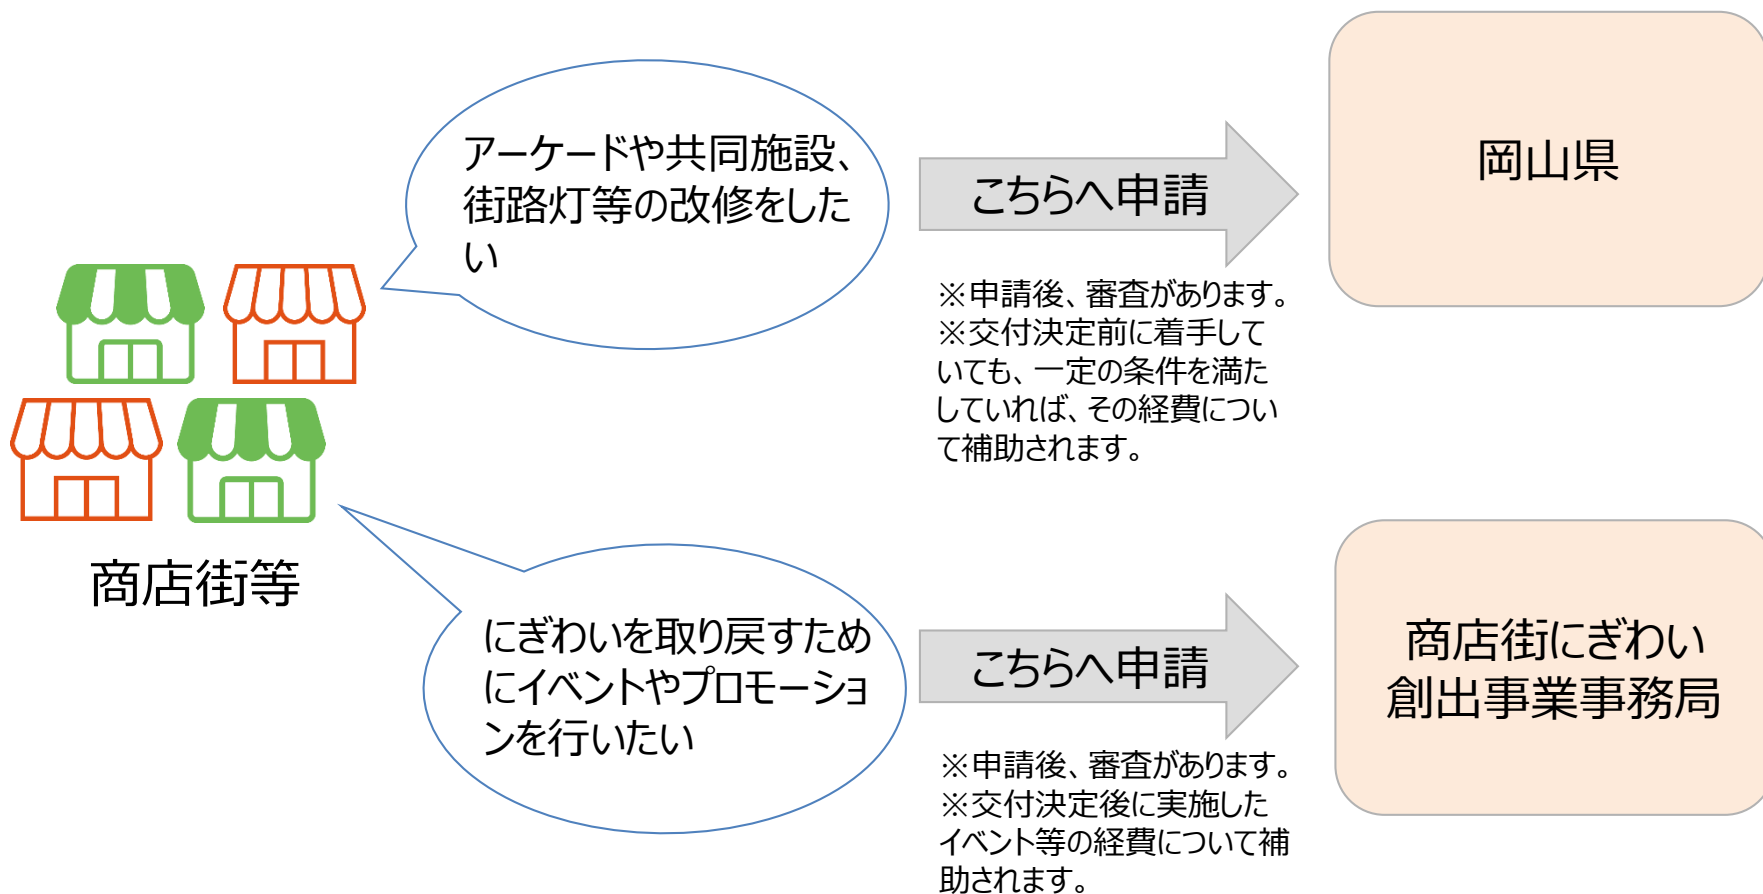 アーケードや共同施設、
街路灯等の改修をした
い
こちらへ申請
岡山県
※申請後、審査があります。
※交付決定前に着手して
いても、一定の条件を満た
していれば、その経費につい
て補助されます。
商店街等
にぎわいを取り戻すため
にイベントやプロモーショ
ンを行いたい
こちらへ申請
商店街にぎわい
創出事業事務局
※申請後、審査があります。
※交付決定後に実施した
イベント等の経費について補
助されます。